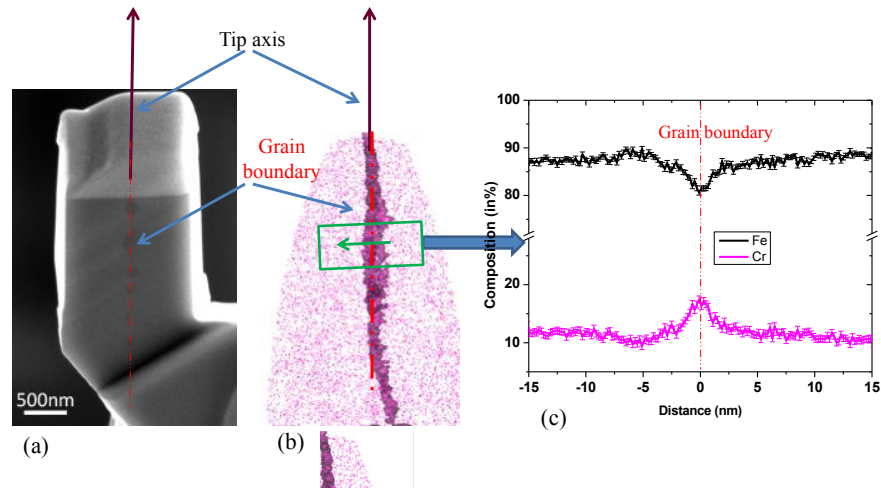 Tip axis
Grain
boundary
500nm
(a)
(b)
100
90
80
20
10
Composition (in%)
Grain boundary
Fe
Cr
-15
-10
-5
0
5
10
15
Distance (nm)
(c)